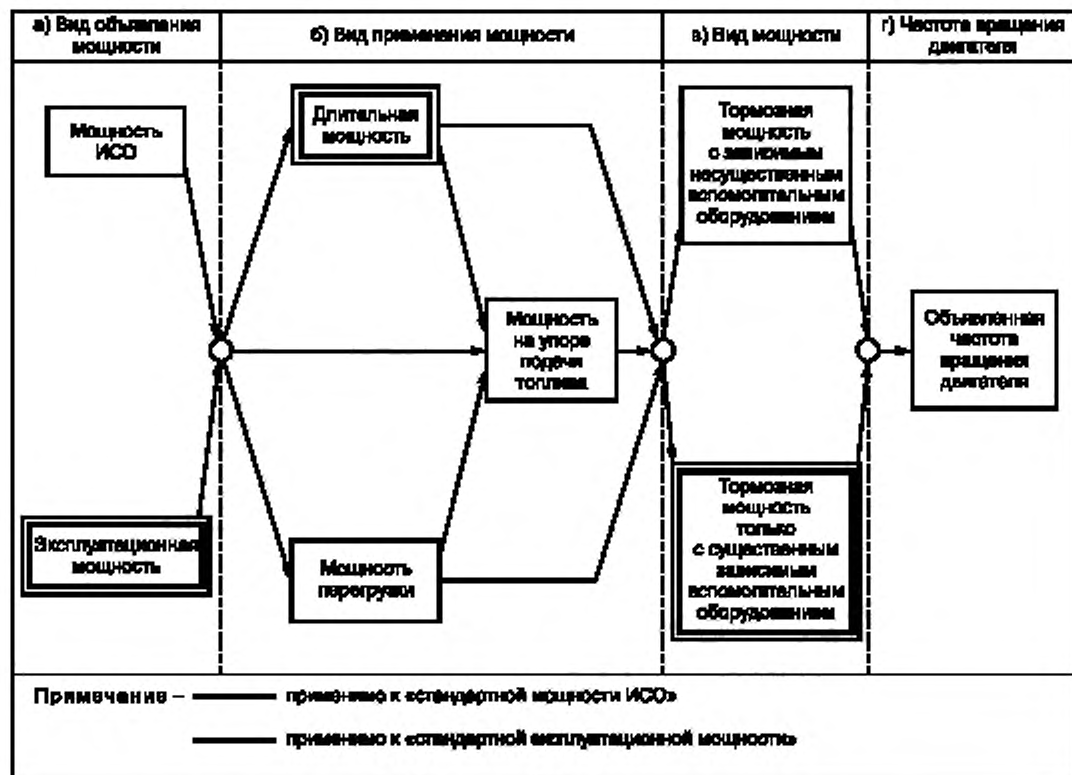 а) Вид объявления
мощности
б) Вид применения мощности
в) Вид мощности
г) Частота вращения
двигателя
Мощность
ИСО
Эксплуатационная
мощность
Длительная
мощность
Мощность
на упоре
подачи
топлива
Мощность
перегрузки
Тормозная
мощность
с зависимым
несущественным
вспомогательным
оборудованием
Тормозная
мощность
только
с существенным
зависимым
вспомогательным
оборудованием
Объявленная
частота
вращения
двигателя
Примечание –
применимо к «стандартной мощности ИСО»
применимо к «стандартной эксплуатационной мощности»